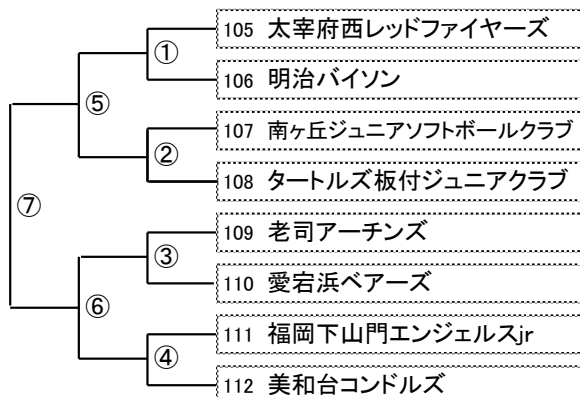 105 太宰府西レッドファイヤーズ
①
106 明治バイソン
⑤
107 南ヶ丘ジュニアソフトボールクラブ
②
108 タートルズ板付ジュニアクラブ
⑦
109 老司アーチンズ
③
110 愛宕浜ベアーズ
⑥
111 福岡下山門エンジェルスjr
④
112 美和台コンドルズ